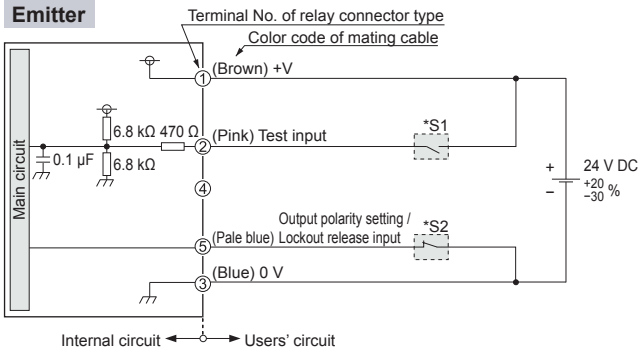 Emitter
Terminal No. of relay connector type
Color code of mating cable
1
(Brown) +V
6.8 kΩ 470 Ω
2
(Pink) Test input
*S1
Main circuit
0.1 µF
6.8 kΩ
4
+
−
24 V DC
+20
−30 %
Output polarity setting /
*S2
5
(Pale blue) Lockout release input
3
(Blue) 0 V
Internal circuit
Users' circuit